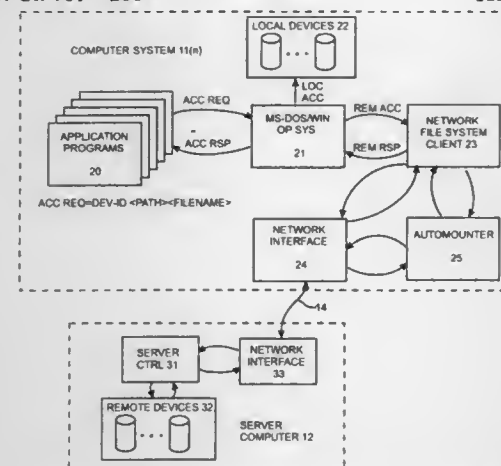 LOCAL DEVICES 22
COMPUTER SYSTEM 11(n)
LOC
ACC
ACC REQ
ACC RSP
APPLICATION
PROGRAMS
20
MS-DOS/WIN
OP SYS
21
REM ACC
REM RSP
NETWORK
FILE SYSTEM
CLIENT 23
ACC REQ=DEV-ID <PATH><FILENAME>
NETWORK
INTERFACE
24
AUTOMOUNTER
25
14
SERVER
CTRL 31
NETWORK
INTERFACE
33
REMOTE DEVICES 32
SERVER
COMPUTER 12